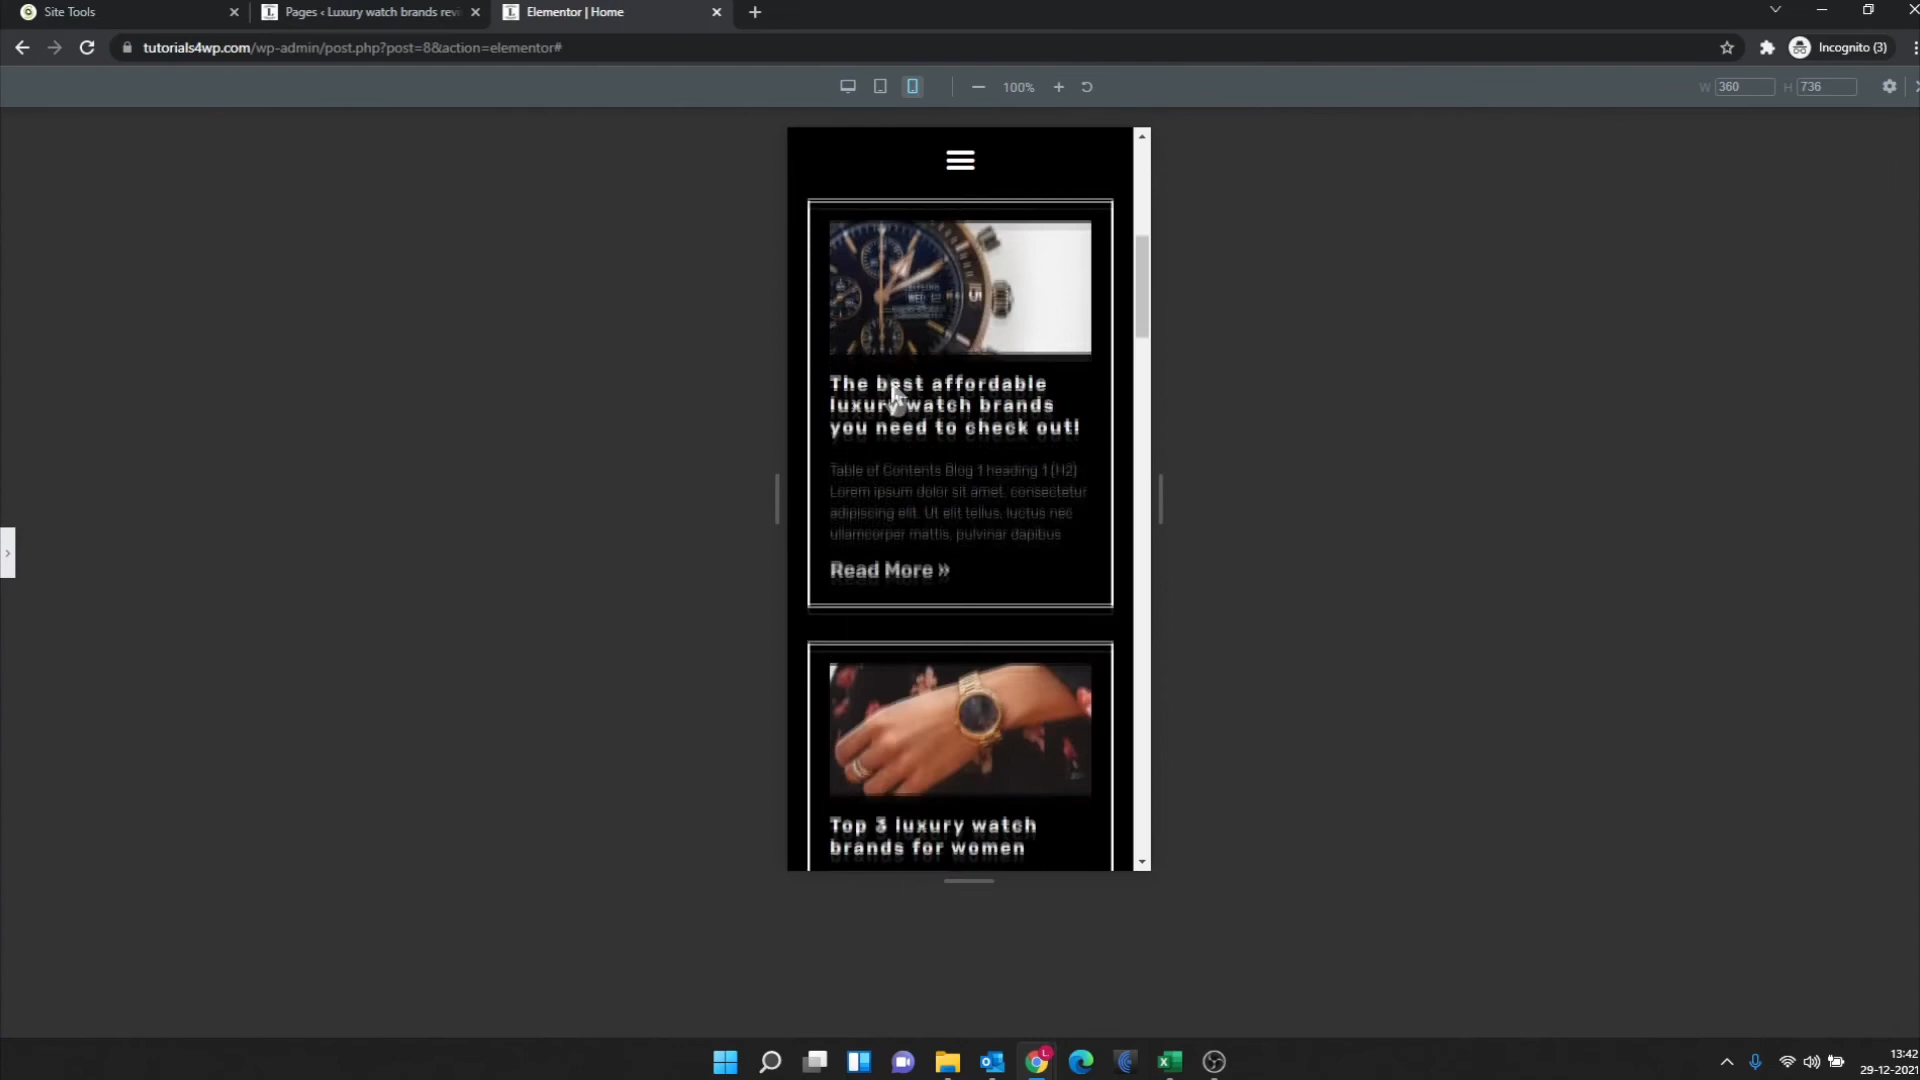 Site Tools
Pages ‹ Luxury watch brands revi
Elementor | Home
tutorials4wp.com/wp-admin/post.php?post=8&action=elementor#
Incognito (3)
100%
W 360
H 736
The best affordable
luxury watch brands
you need to check out!
Table of Contents Blog 1 heading 1 (H2)
Lorem ipsum dolor sit amet, consectetur
adipiscing elit. Ut elit tellus, luctus nec
ullamcorper mattis, pulvinar dapibus
Read More »
Top 3 luxury watch
brands for women
13:42
29-12-2021